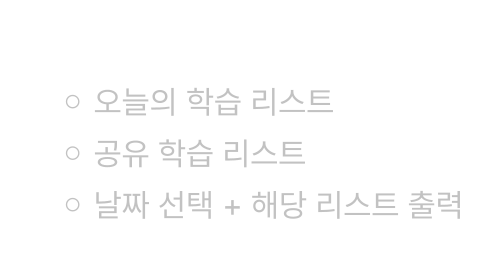 ○ 오늘의 학습 리스트
○ 공유 학습 리스트
○ 날짜 선택 + 해당 리스트 출력